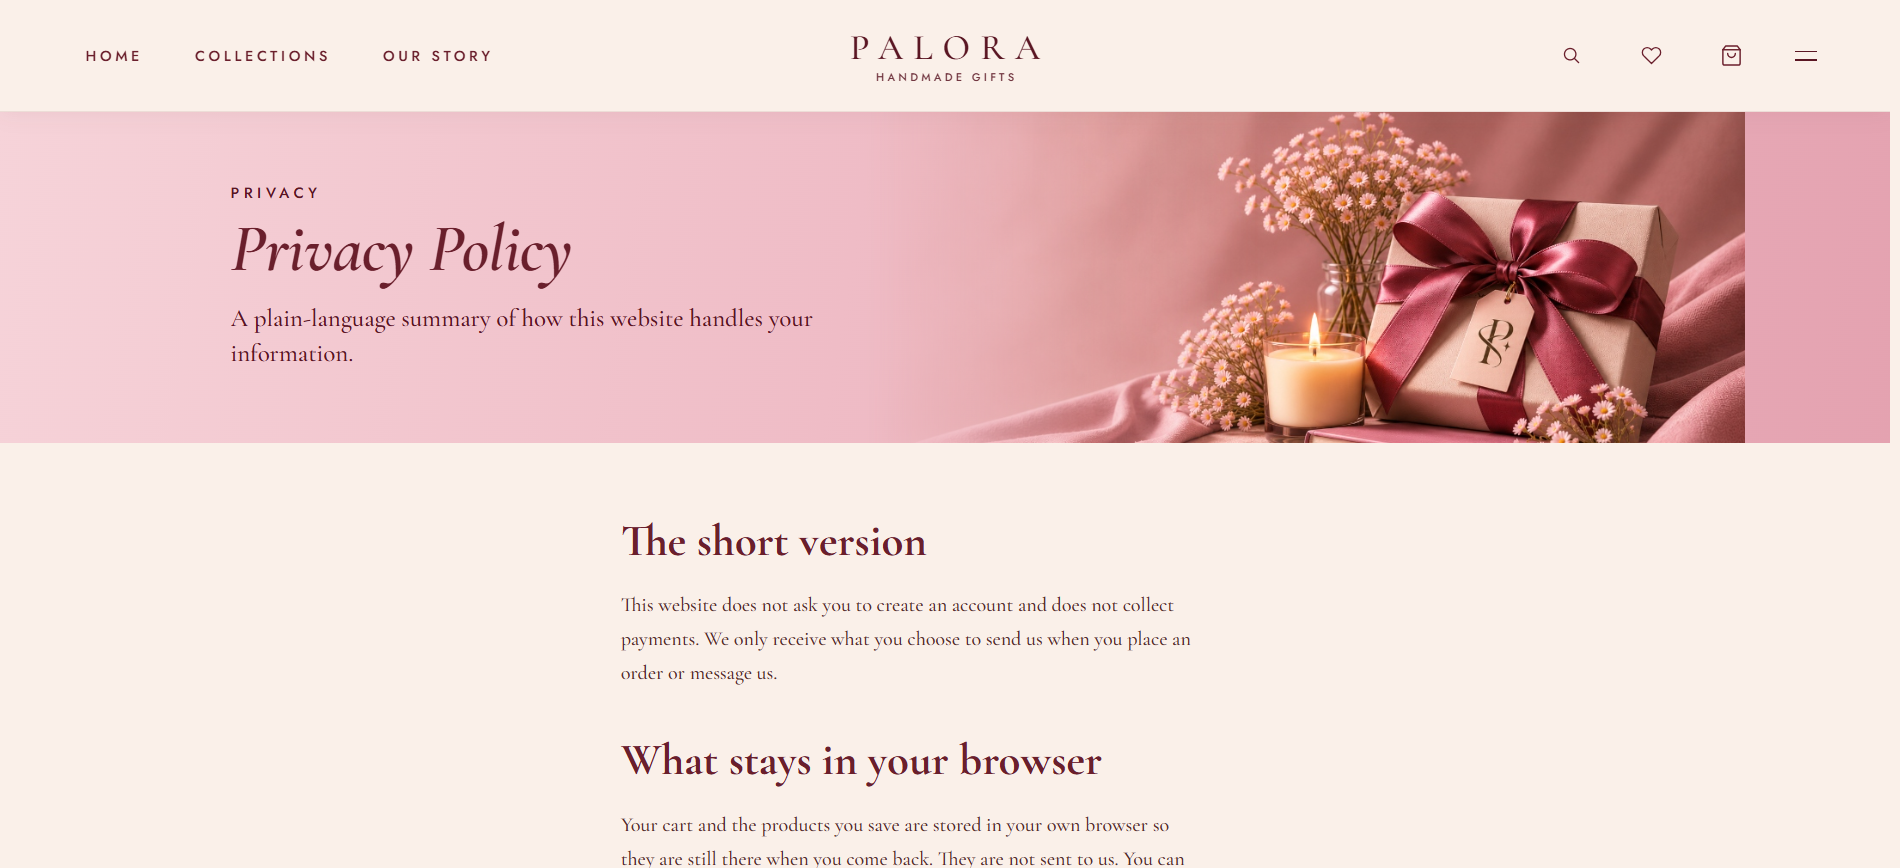 HOME
COLLECTIONS
OUR STORY
PALORA
HANDMADE GIFTS
PRIVACY
Privacy Policy
A plain-language summary of how this website handles your
information.
The short version
This website does not ask you to create an account and does not collect
payments. We only receive what you choose to send us when you place an
order or message us.
What stays in your browser
Your cart and the products you save are stored in your own browser so
they are still there when you come back. They are not sent to us. You can